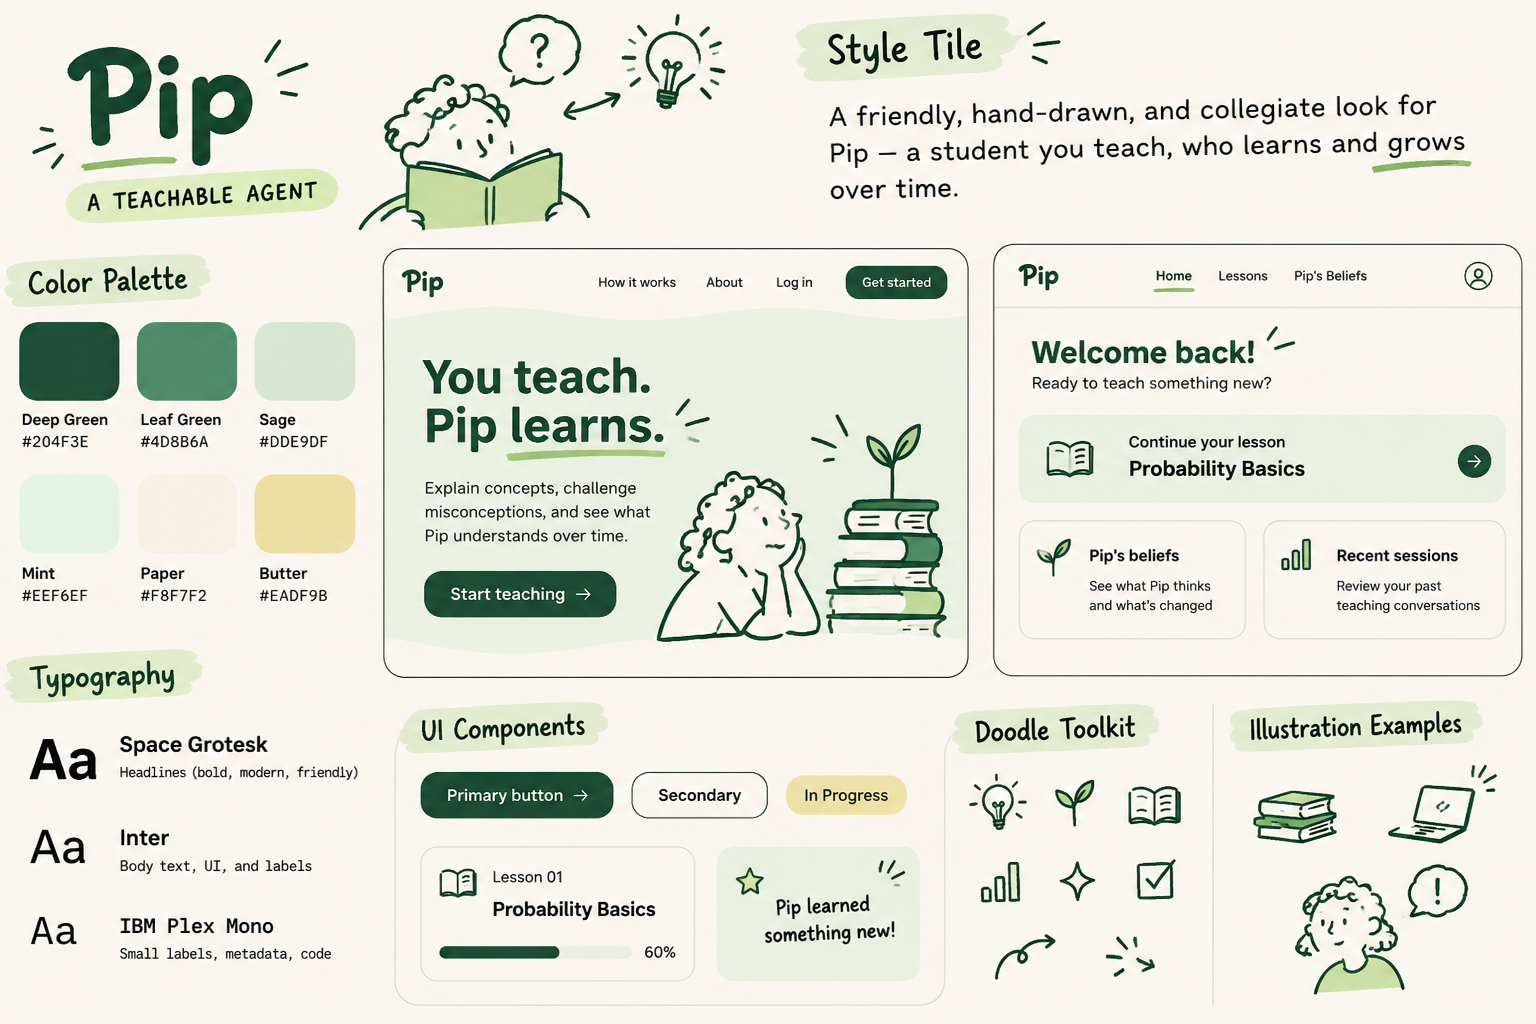 Pip
A TEACHABLE AGENT
?
Style Tile
A friendly, hand-drawn, and collegiate look for
Pip — a student you teach, who learns and grows
over time.
Color Palette
Deep Green
#204F3E
Leaf Green
#4D8B6A
Sage
#DDE9DF
Mint
#EEF6EF
Paper
#F8F7F2
Butter
#EADF9B
Typography
Aa
Space Grotesk
Headlines (bold, modern, friendly)
Aa
Inter
Body text, UI, and labels
Aa
IBM Plex Mono
Small labels, metadata, code
Pip
How it works
About
Log in
Get started
You teach.
Pip learns.
Explain concepts, challenge
misconceptions, and see what
Pip understands over time.
Start teaching →
Pip
Home
Lessons
Pip's Beliefs
Welcome back!
Ready to teach something new?
Continue your lesson
Probability Basics
Pip's beliefs
See what Pip thinks
and what's changed
Recent sessions
Review your past
teaching conversations
UI Components
Primary button →
Secondary
In Progress
Lesson 01
Probability Basics
60%
Pip learned
something new!
Doodle Toolkit
Illustration Examples
!